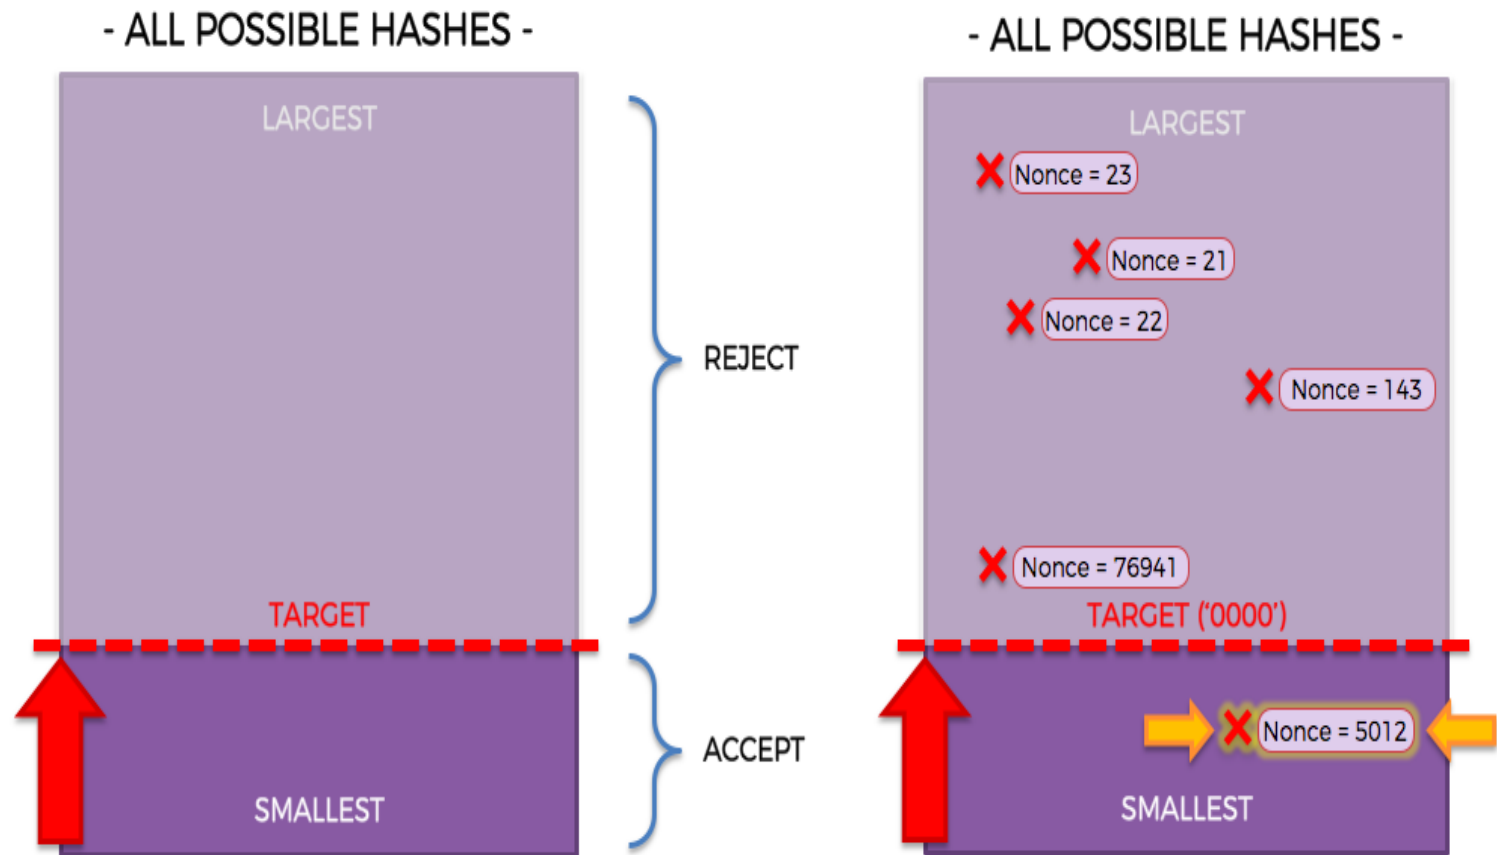 - ALL POSSIBLE HASHES -
LARGEST
REJECT
TARGET
ACCEPT
SMALLEST
- ALL POSSIBLE HASHES -
LARGEST
Nonce = 23
Nonce = 21
Nonce = 22
Nonce = 143
Nonce = 76941
TARGET ('0000')
Nonce = 5012
SMALLEST